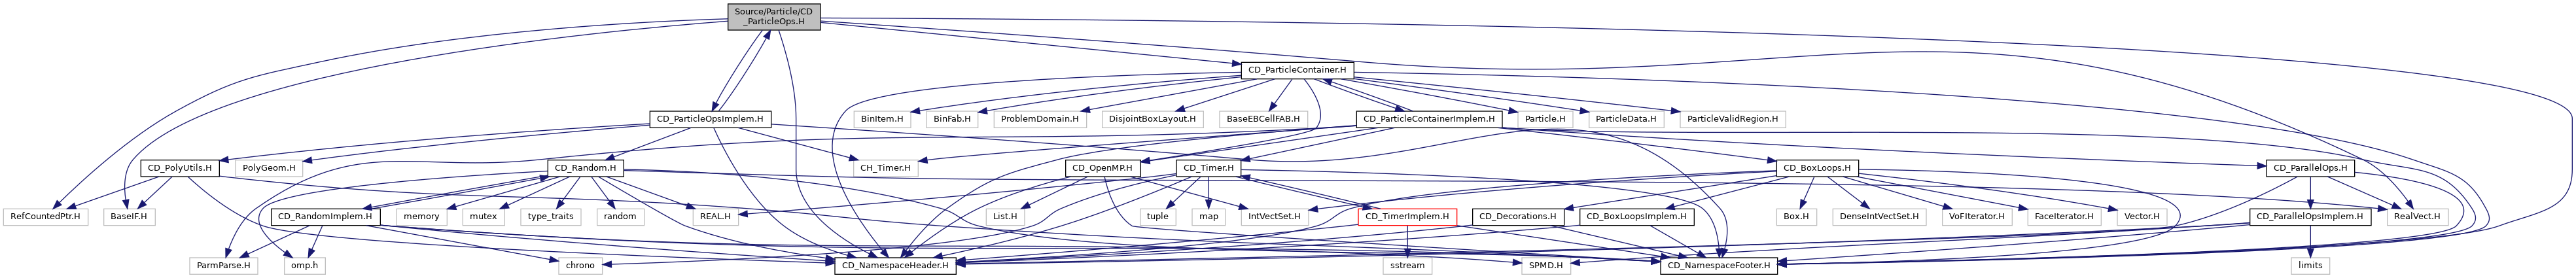 Source/Particle/CD
_ParticleOps.H
CD_ParticleContainer.H
CD_ParticleOpsImplem.H
BinItem.H
BinFab.H
ProblemDomain.H
DisjointBoxLayout.H
BaseEBCellFAB.H
CD_ParticleContainerImplem.H
Particle.H
ParticleData.H
ParticleValidRegion.H
CD_PolyUtils.H
PolyGeom.H
CD_Random.H
CH_Timer.H
CD_OpenMP.H
CD_Timer.H
CD_BoxLoops.H
CD_ParallelOps.H
RefCountedPtr.H
BaseIF.H
CD_RandomImplem.H
memory
mutex
type_traits
random
REAL.H
List.H
tuple
map
IntVectSet.H
CD_TimerImplem.H
CD_Decorations.H
CD_BoxLoopsImplem.H
Box.H
DenseIntVectSet.H
VoFIterator.H
FaceIterator.H
Vector.H
RealVect.H
CD_ParallelOpsImplem.H
ParmParse.H
omp.h
chrono
CD_NamespaceHeader.H
sstream
SPMD.H
CD_NamespaceFooter.H
limits